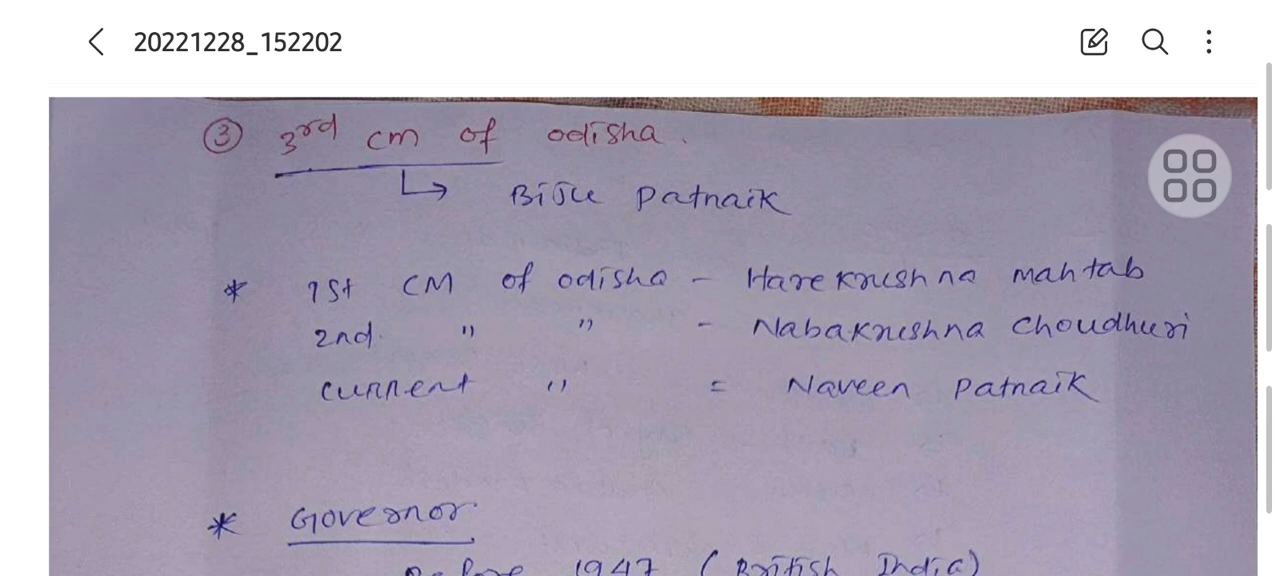 20221228_152202
③ 3rd cm of odisha.
↳ Biju Patnaik
* 1st CM of odisha - Harekrushna mahtab
2nd. " " - Nabakrushna Choudhuri
current " = Naveen Patnaik
* Governor
Before 1947 (British India)